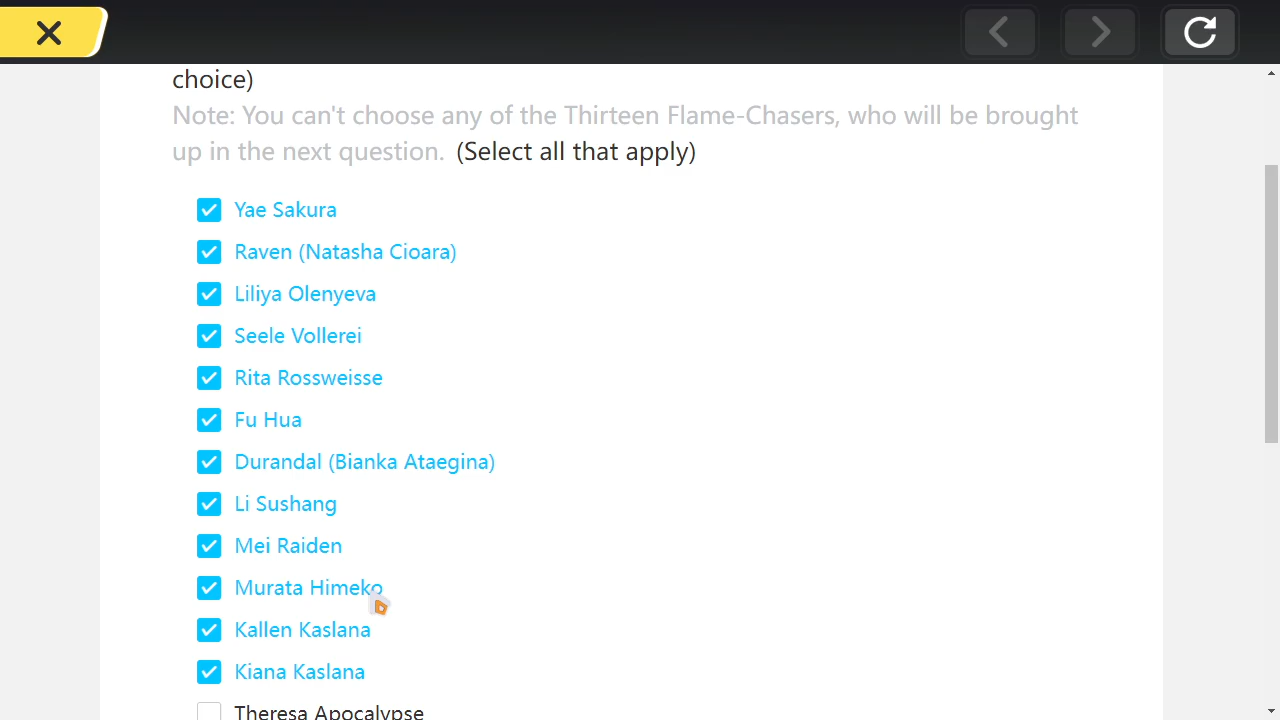 choice)
Note: You can't choose any of the Thirteen Flame-Chasers, who will be brought
up in the next question. (Select all that apply)
Yae Sakura
Raven (Natasha Cioara)
Liliya Olenyeva
Seele Vollerei
Rita Rossweisse
Fu Hua
Durandal (Bianka Ataegina)
Li Sushang
Mei Raiden
Murata Himeko
Kallen Kaslana
Kiana Kaslana
Theresa Apocalypse